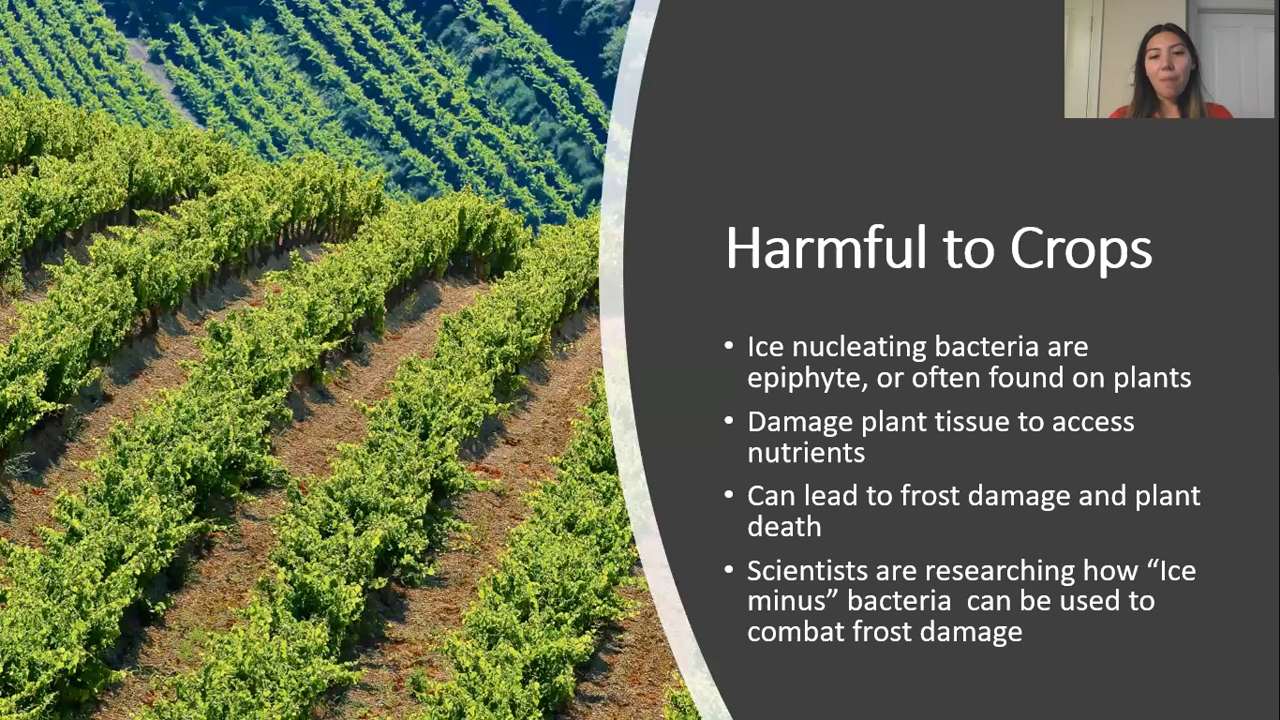 Harmful to Crops
• Ice nucleating bacteria are
epiphyte, or often found on plants
• Damage plant tissue to access
nutrients
• Can lead to frost damage and plant
death
• Scientists are researching how “Ice
minus” bacteria  can be used to
combat frost damage